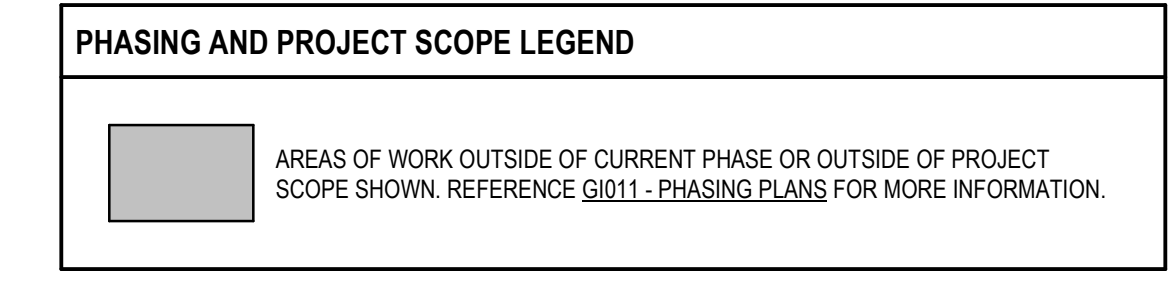 PHASING AND PROJECT SCOPE LEGEND
AREAS OF WORK OUTSIDE OF CURRENT PHASE OR OUTSIDE OF PROJECT
SCOPE SHOWN. REFERENCE GI011 - PHASING PLANS FOR MORE INFORMATION.